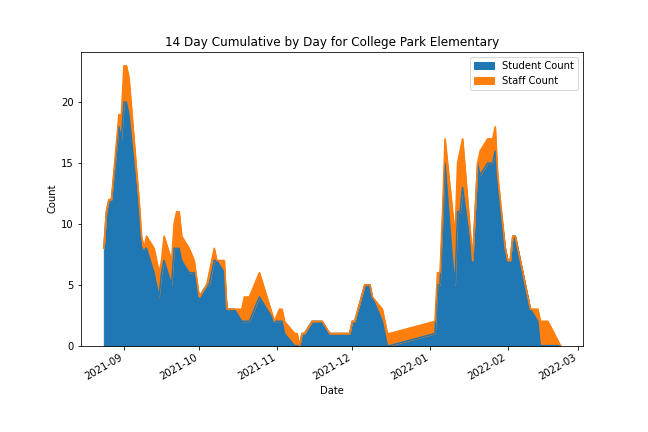 14 Day Cumulative by Day for College Park Elementary
Student Count
Staff Count
20
15
10
5
0
Count
2021-09
2021-10
2021-11
2021-12
2022-01
2022-02
2022-03
Date